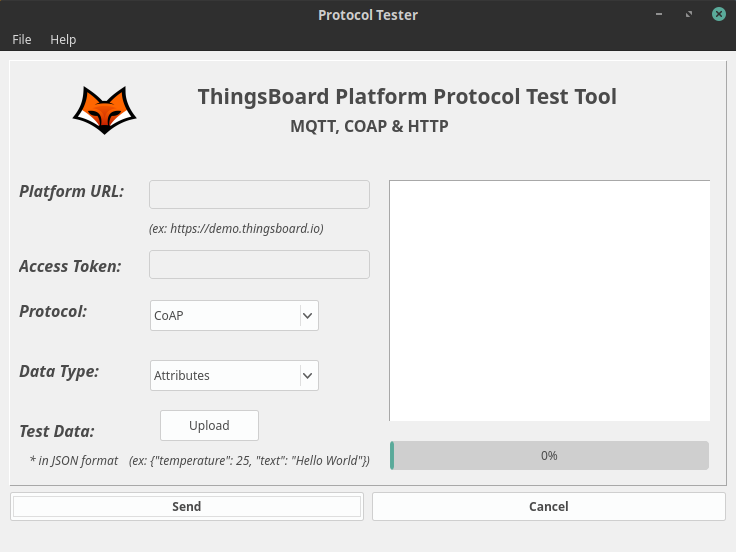 Protocol Tester
File Help
ThingsBoard Platform Protocol Test Tool
MQTT, COAP & HTTP
Platform URL:
(ex: https://demo.thingsboard.io)
Access Token:
Protocol: CoAP
Data Type: Attributes
Test Data: Upload
* in JSON format (ex: {"temperature": 25, "text": "Hello World"})
0%
Send Cancel